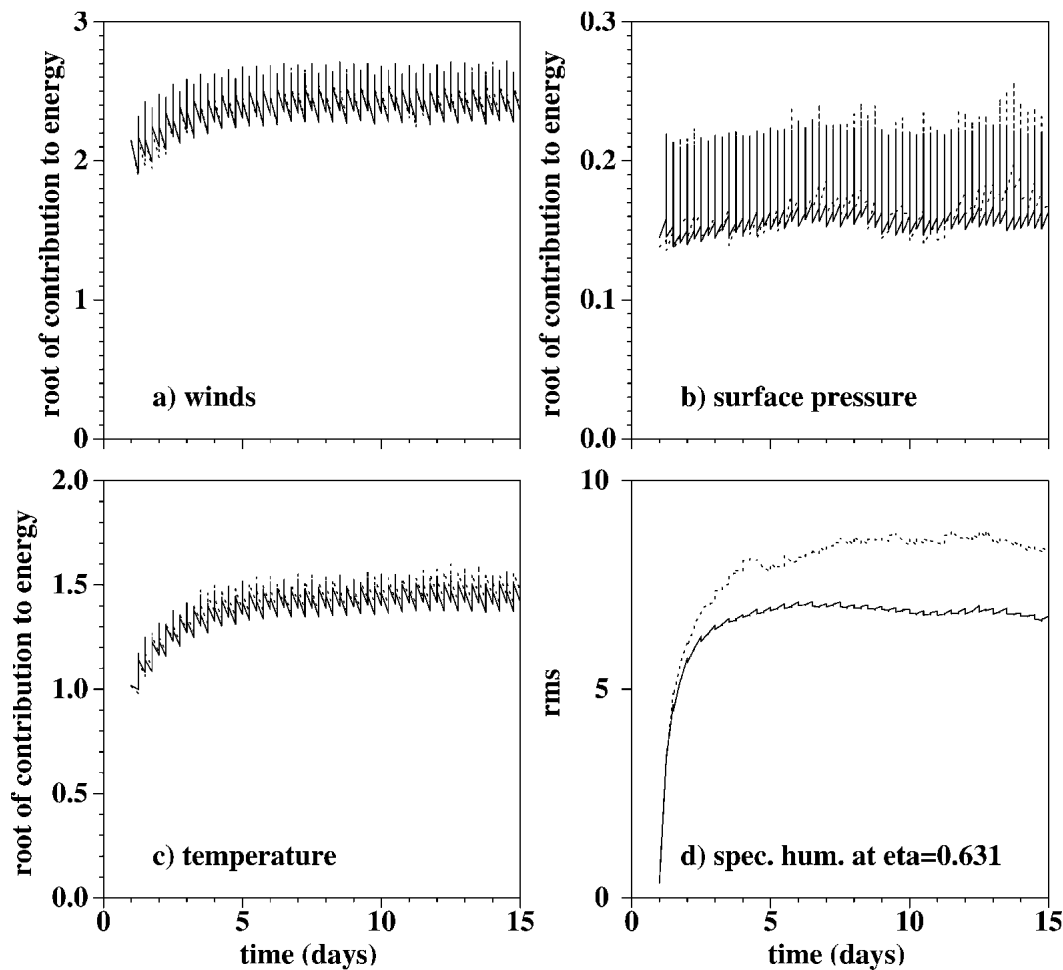 3
2
1
0
root of contribution to energy
a) winds
0.3
0.2
0.1
0.0
root of contribution to energy
b) surface pressure
2.0
1.5
1.0
0.5
0.0
root of contribution to energy
c) temperature
0 5 10 15
time (days)
10
5
0
rms
d) spec. hum. at eta=0.631
0 5 10 15
time (days)